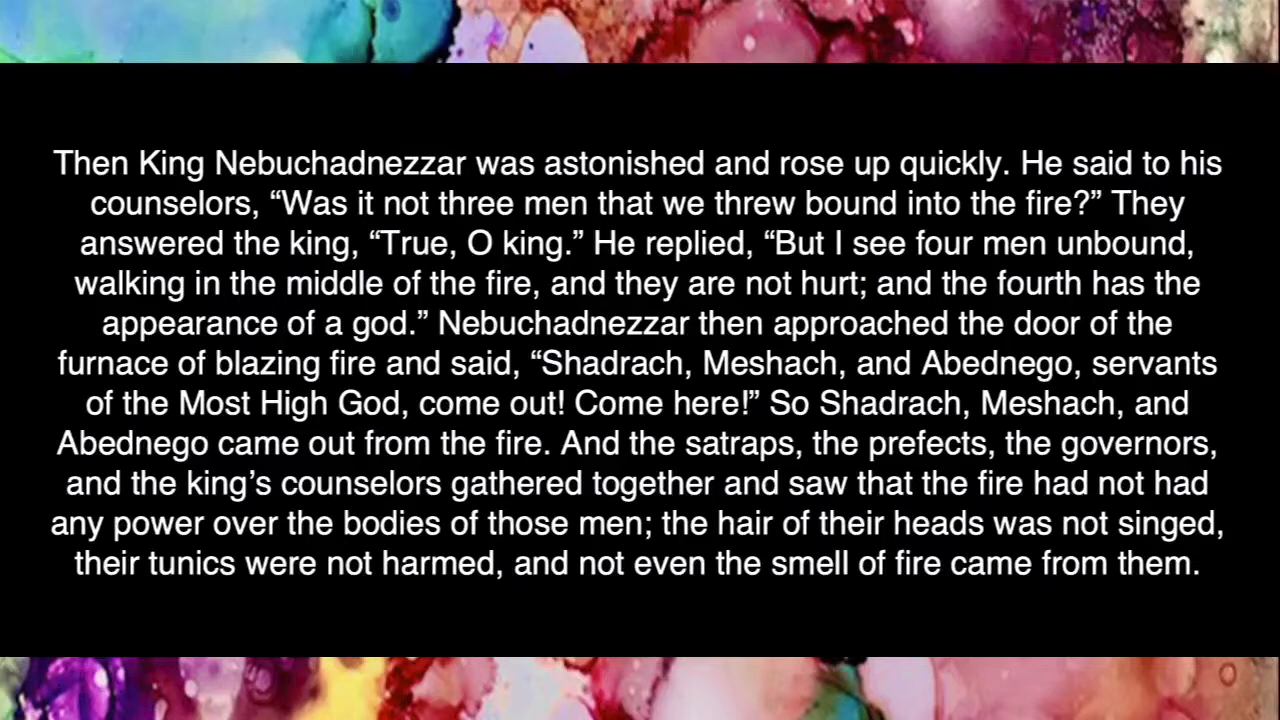 Then King Nebuchadnezzar was astonished and rose up quickly. He said to his
counselors, “Was it not three men that we threw bound into the fire?” They
answered the king, “True, O king.” He replied, “But I see four men unbound,
walking in the middle of the fire, and they are not hurt; and the fourth has the
appearance of a god.” Nebuchadnezzar then approached the door of the
furnace of blazing fire and said, “Shadrach, Meshach, and Abednego, servants
of the Most High God, come out! Come here!” So Shadrach, Meshach, and
Abednego came out from the fire. And the satraps, the prefects, the governors,
and the king’s counselors gathered together and saw that the fire had not had
any power over the bodies of those men; the hair of their heads was not singed,
their tunics were not harmed, and not even the smell of fire came from them.